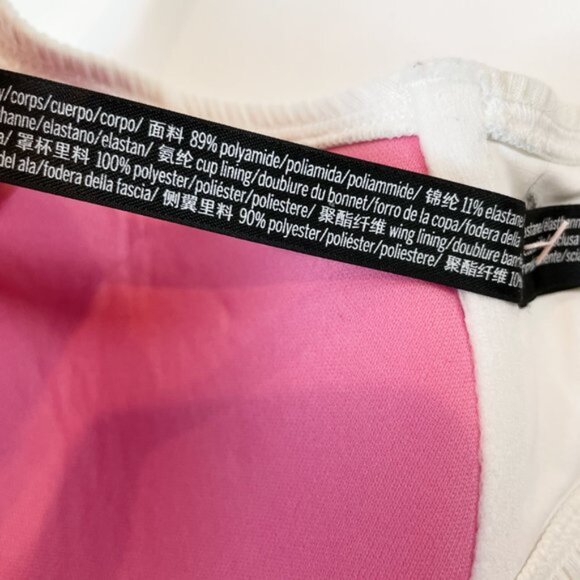 y/corps/cuerpo/corpo/ 面料 89% polyamide/poliamida/poliammide/ 锦纶 11% elastane
hanne/elastano/elastan/ 氨纶 cup lining/doublure du bonnet/forro de la copa/fodera della
a/ 罩杯里料 100% polyester/poliéster/poliestere/ 聚酯纤维 wing lining/doublure ban
del ala/fodera della fascia/ 侧翼里料 90% polyester/poliéster/poliestere/ 聚酯纤维 10%